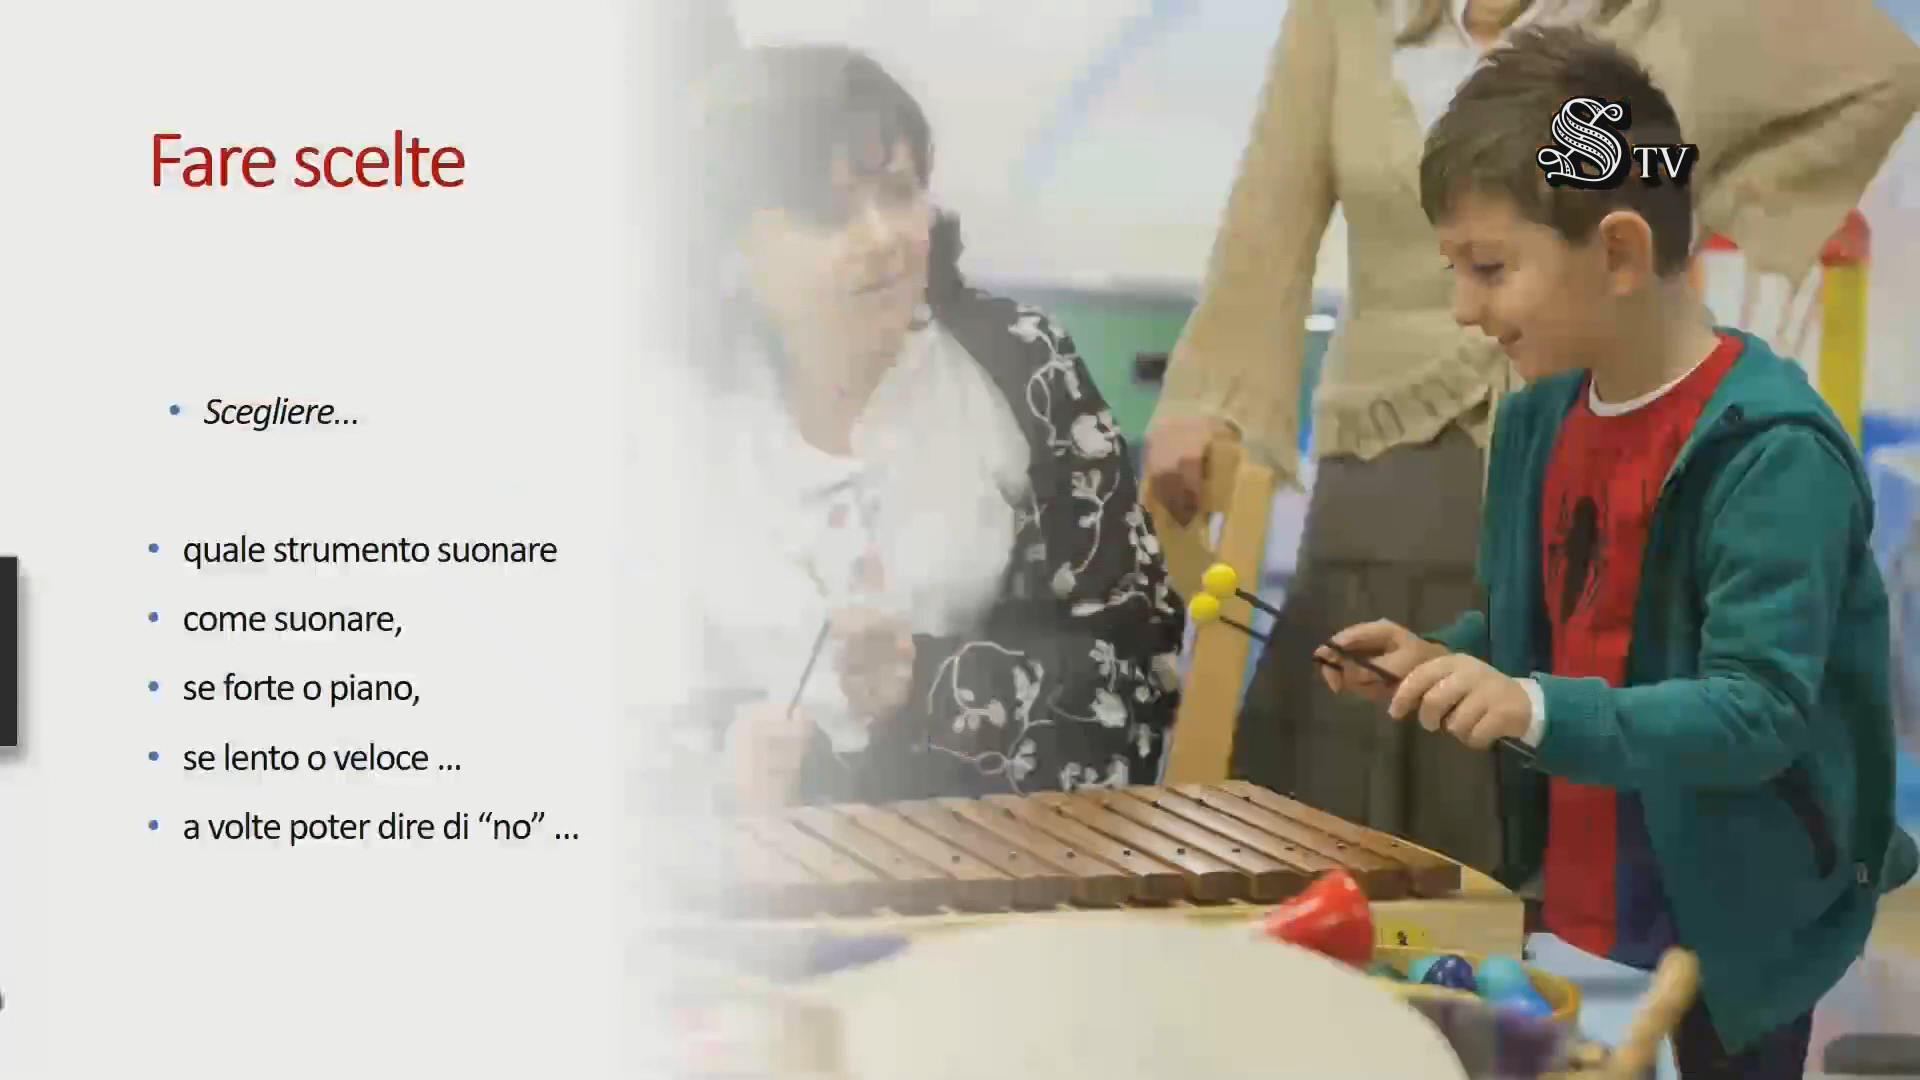 Fare scelte
S TV
• Scegliere...
• quale strumento suonare
• come suonare,
• se forte o piano,
• se lento o veloce ...
• a volte poter dire di “no” ...